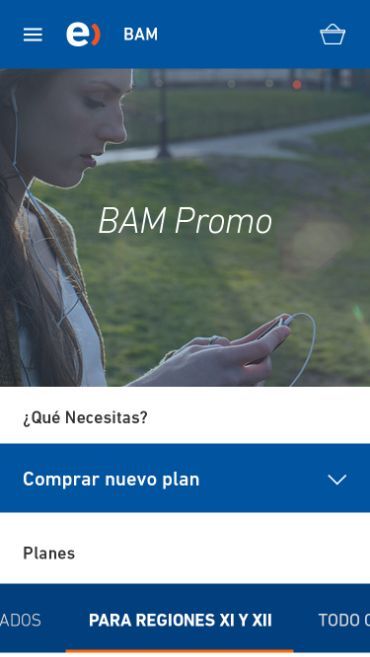 e)
BAM
BAM Promo
¿Qué Necesitas?
Comprar nuevo plan
Planes
ADOS
PARA REGIONES XI Y XII
TODO